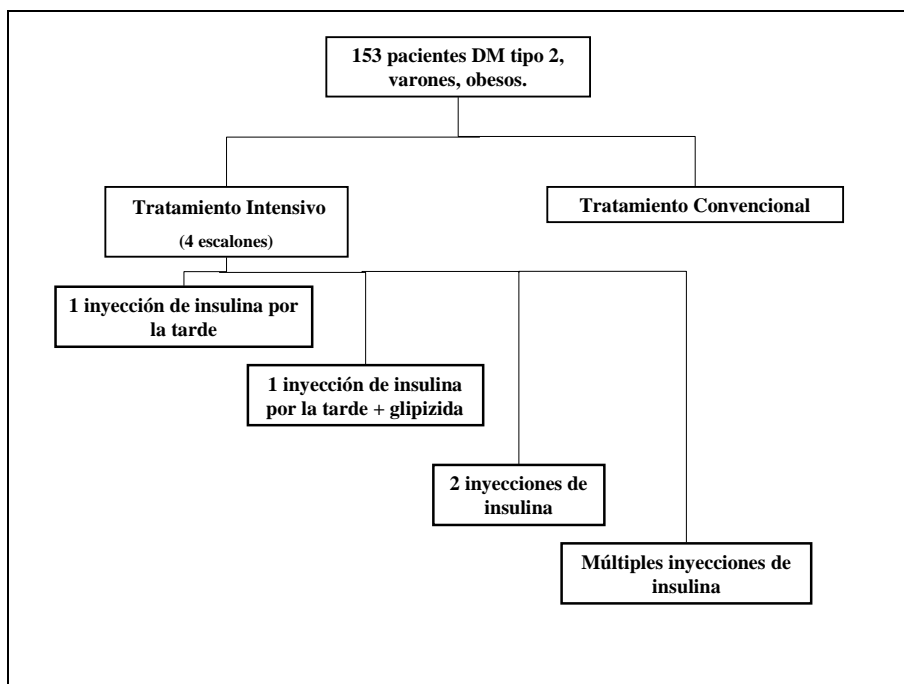 153 pacientes DM tipo 2,
varones, obesos.
Tratamiento Intensivo
(4 escalones)
Tratamiento Convencional
1 inyección de insulina por
la tarde
1 inyección de insulina
por la tarde + glipizida
2 inyecciones de
insulina
Múltiples inyecciones de
insulina